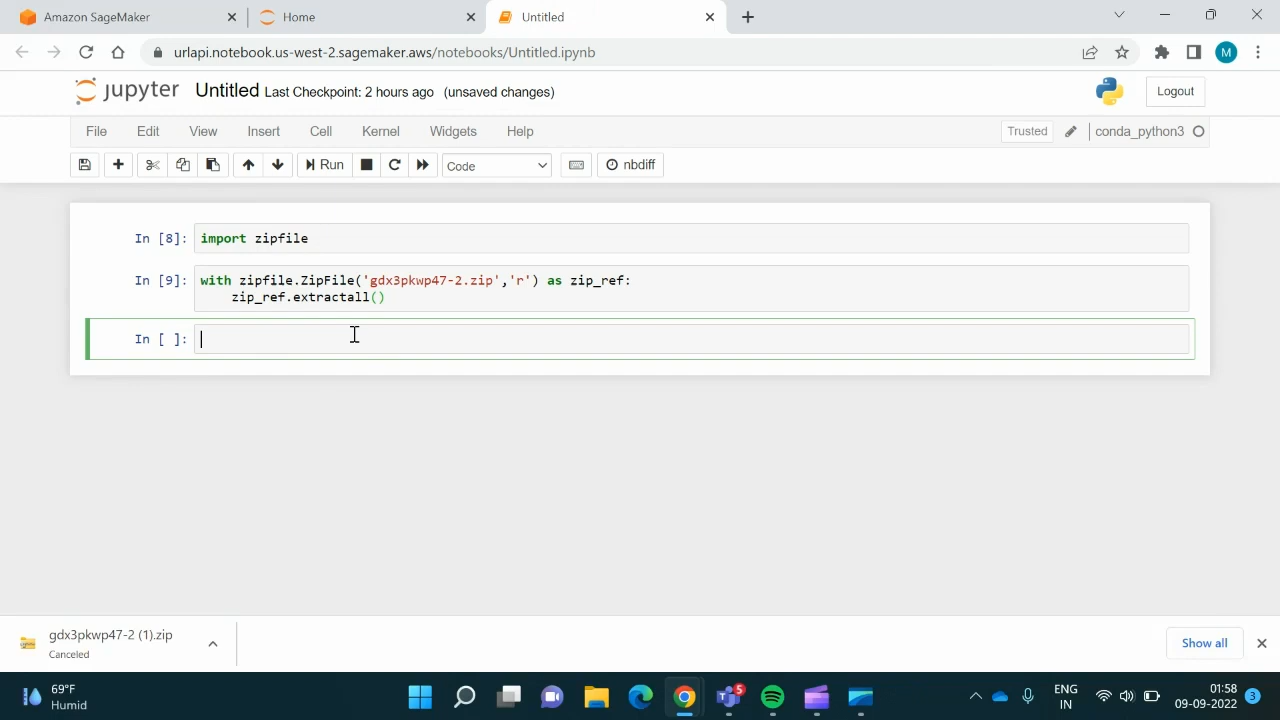 Amazon SageMaker
Home
Untitled
urlapi.notebook.us-west-2.sagemaker.aws/notebooks/Untitled.ipynb
M
jupyter Untitled Last Checkpoint: 2 hours ago (unsaved changes)
Logout
File Edit View Insert Cell Kernel Widgets Help
Trusted
conda_python3
Run
Code
nbdiff
In [8]: import zipfile
In [9]: with zipfile.ZipFile('gdx3pkwp47-2.zip','r') as zip_ref:
zip_ref.extractall()
In [ ]:
gdx3pkwp47-2 (1).zip
Canceled
Show all
69°F
Humid
5
ENG
IN
01:58
09-09-2022
3